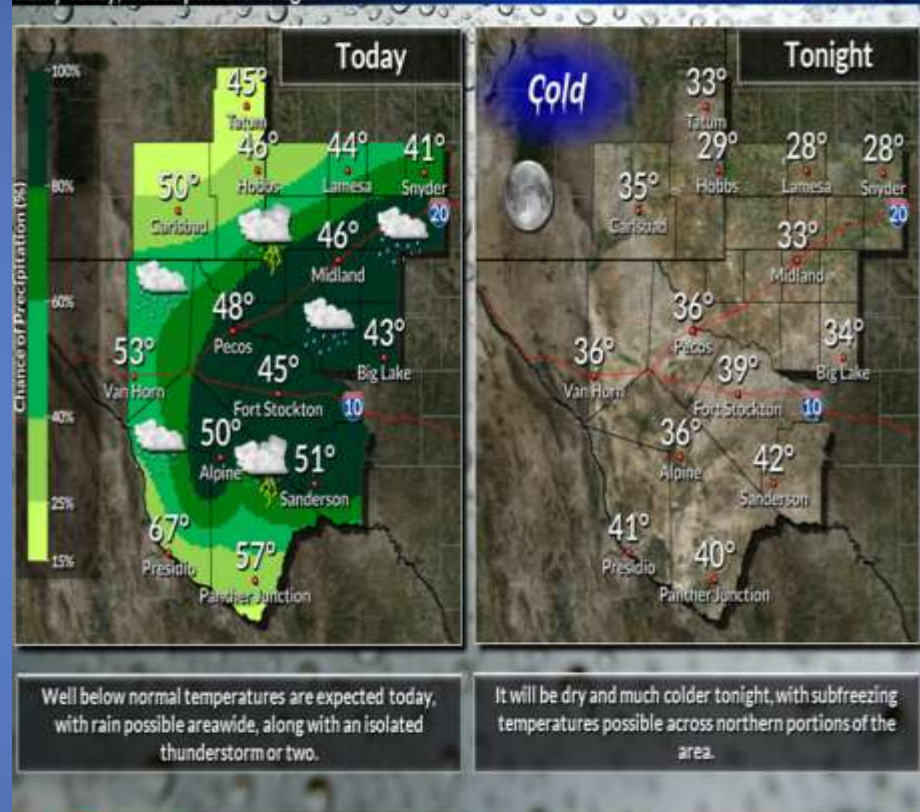 Today
100%
80%
60%
40%
25%
15%
Chance of Precipitation (%)
45°
Tatum
46°
44°
41°
Hobbs
Lamesa
Snyder
50°
Carlsbad
20
46°
Midland
48°
Pecos
43°
Big Lake
53°
Van Horn
45°
Fort Stockton
10
50°
Alpine
51°
Sanderson
67°
Presidio
57°
Panther Junction
Tonight
Cold
33°
Tatum
29°
28°
28°
Hobbs
Lamesa
Snyder
35°
Carlsbad
20
33°
Midland
36°
Pecos
34°
Big Lake
36°
Van Horn
39°
Fort Stockton
10
36°
Alpine
42°
Sanderson
41°
Presidio
40°
Panther Junction
Well below normal temperatures are expected today,
with rain possible areawide, along with an isolated
thunderstorm or two.
It will be dry and much colder tonight, with subfreezing
temperatures possible across northern portions of the
area.